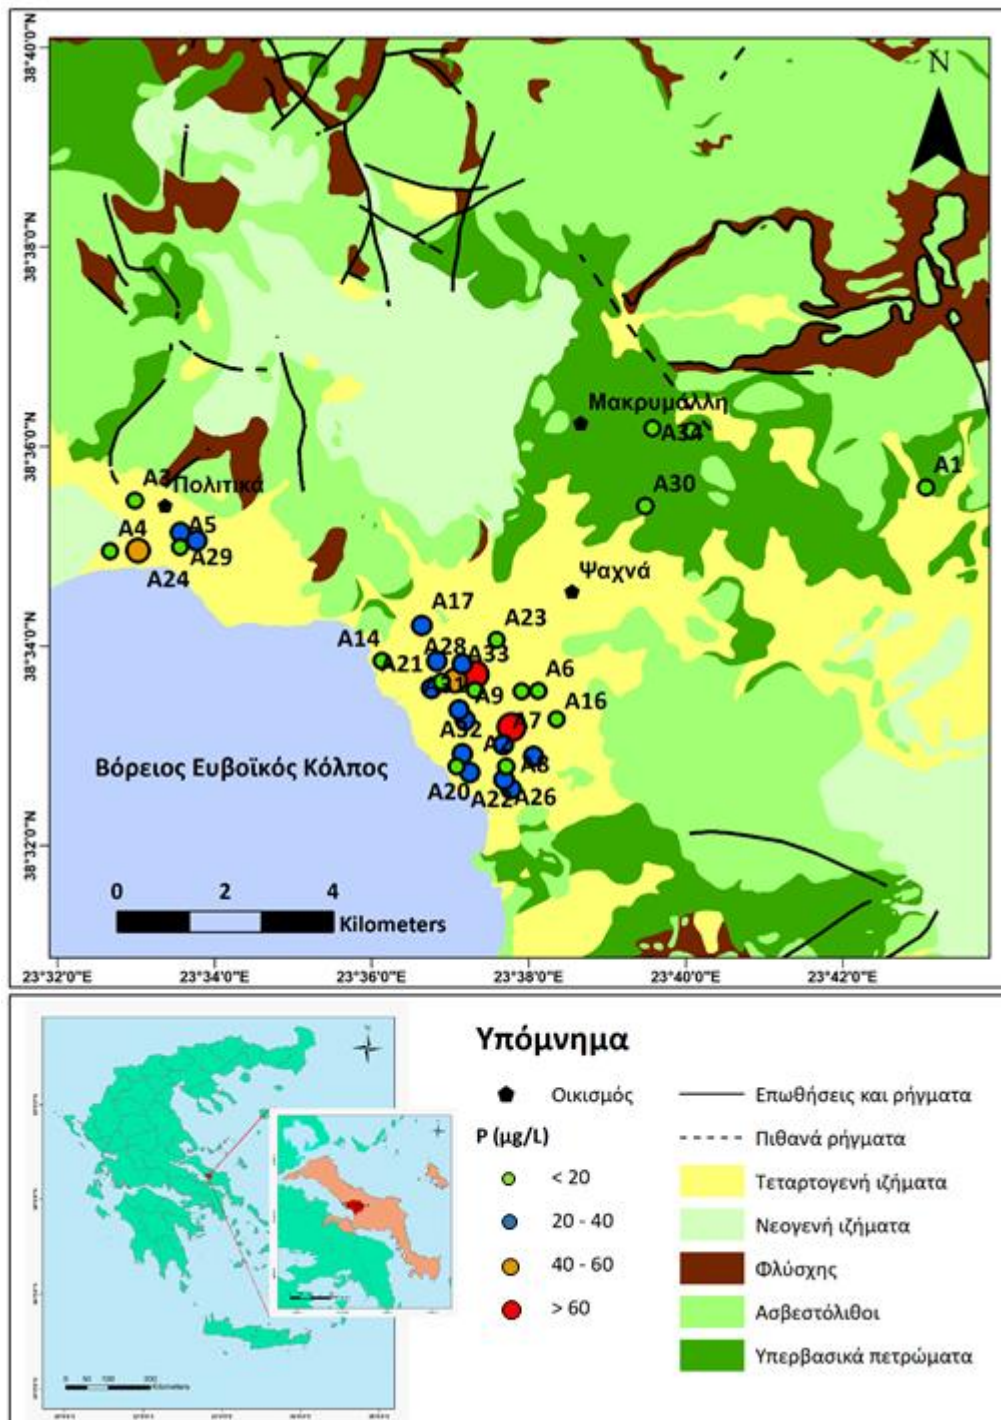 38°40'0"N
N
38°38'0"N
Μακρυμάλλη
A34
38°36'0"N
A1
A3
Πολιτικά
A30
A4
A5
A29
Ψαχνά
A24
A17
38°34'0"N
A14
A28
A23
A21
A33
A6
A9
A16
A7
A32
Βόρειος Ευβοϊκός Κόλπος
A8
A20
A22
A26
38°32'0"N
0 2 4
Kilometers
23°32'0"E 23°34'0"E 23°36'0"E 23°38'0"E 23°40'0"E 23°42'0"E
Υπόμνημα
Οικισμός
P (μg/L)
< 20
20 - 40
40 - 60
> 60
Επωθήσεις και ρήγματα
Πιθανά ρήγματα
Τεταρτογενή ιζήματα
Νεογενή ιζήματα
Φλύσχης
Ασβεστόλιθοι
Υπερβασικά πετρώματα